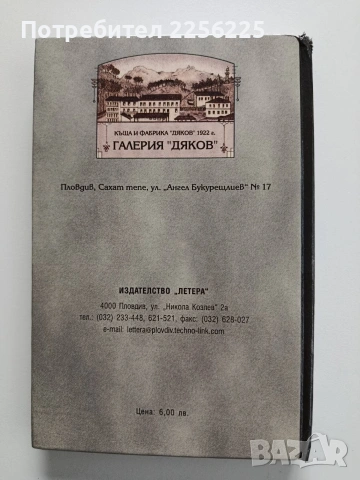 Потребител 2256225
КЪЩА И ФАБРИКА "ДЯКОВ" 1922 г.
ГАЛЕРИЯ "ДЯКОВ"
Пловдив, Сахат тепе, ул. „Ангел Букурещлиев" № 17
ИЗДАТЕЛСТВО „ЛЕТЕРА"
4000 Пловдив, ул. „Никола Козлев" 2а
тел.: (032) 233-448, 621-521, факс: (032) 628-027
e-mail: lettera@plovdiv.techno-link.com
Цена: 6,00 лв.
BAZAR